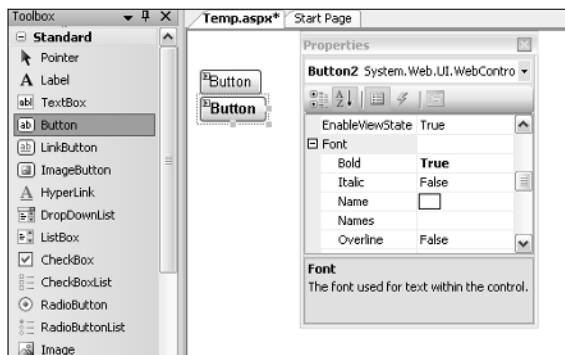 Toolbox
Standard
Pointer
A Label
abl TextBox
ab Button
ab LinkButton
ImageButton
A HyperLink
DropDownList
ListBox
CheckBox
CheckBoxList
RadioButton
RadioButtonList
Image
Temp.aspx* Start Page
Button
Button
Properties
Button2 System.Web.UI.WebContro
EnableViewState True
Font
Bold True
Italic False
Name
Names
Overline False
Font
The font used for text within the control.